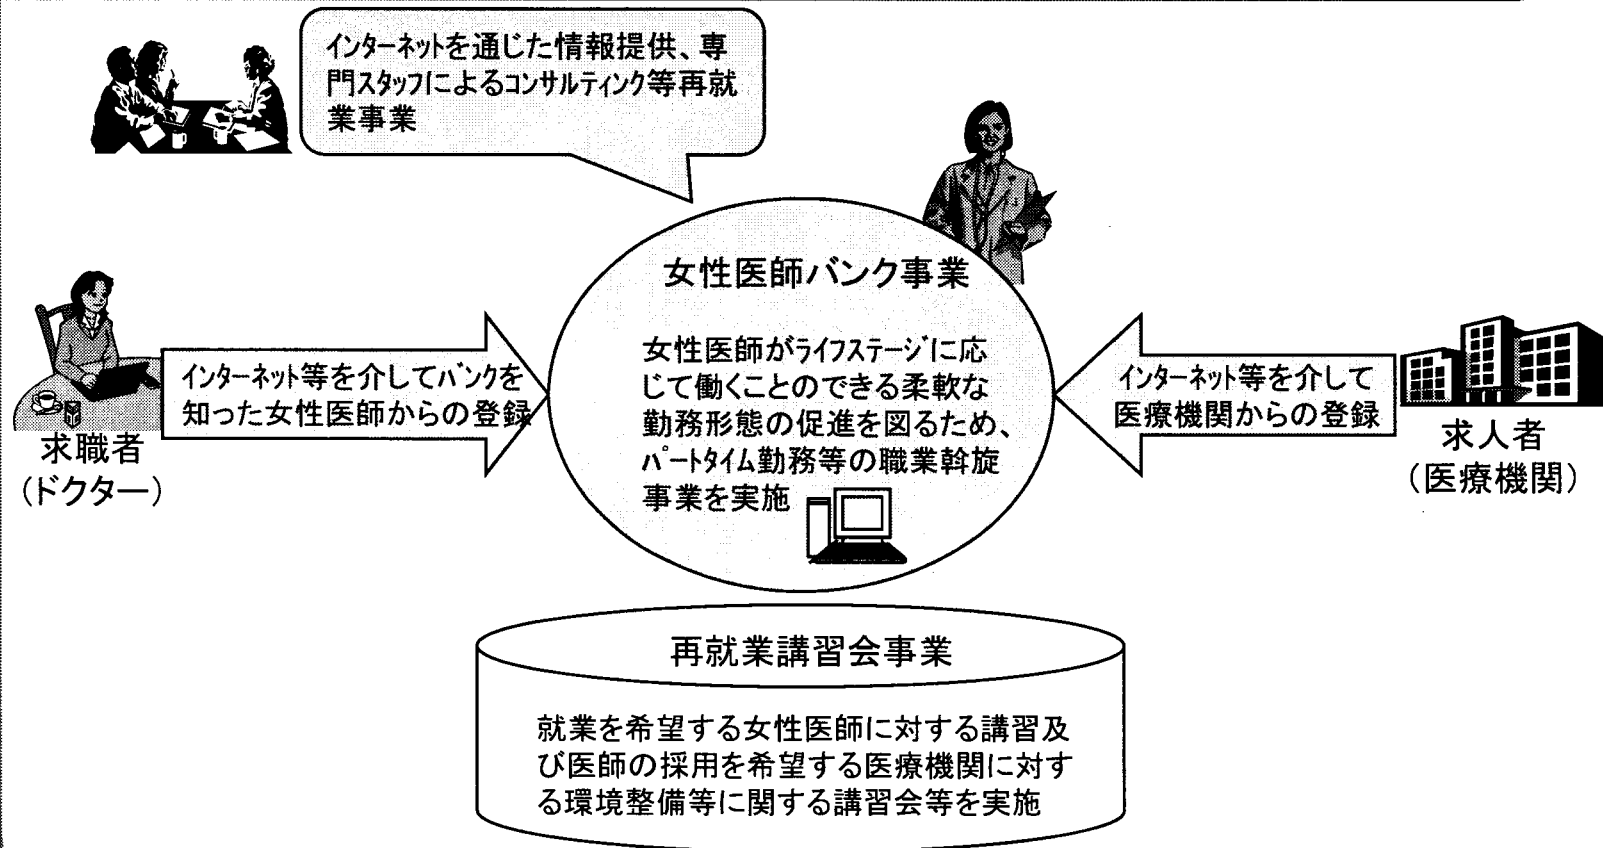 インターネットを通じた情報提供、専
門スタッフによるコンサルティング等再就
業事業
女性医師バンク事業
女性医師がライフステージに応
じて働くことのできる柔軟な
勤務形態の促進を図るため、
パートタイム勤務等の職業斡旋
事業を実施
インターネット等を介してバンクを
知った女性医師からの登録
求職者
（ドクター）
インターネット等を介して
医療機関からの登録
求人者
（医療機関）
再就業講習会事業
就業を希望する女性医師に対する講習及
び医師の採用を希望する医療機関に対す
る環境整備等に関する講習会等を実施